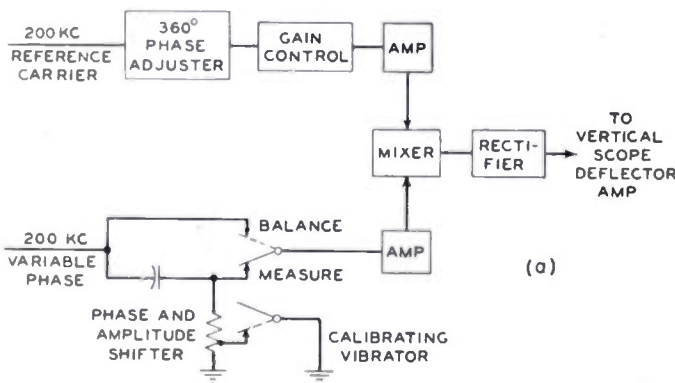 200 KC
REFERENCE
CARRIER
360°
PHASE
ADJUSTER
GAIN
CONTROL
AMP
MIXER
RECTI-
FIER
TO
VERTICAL
SCOPE
DEFLECTOR
AMP
200 KC
VARIABLE
PHASE
BALANCE
MEASURE
AMP
(a)
PHASE AND
AMPLITUDE
SHIFTER
CALIBRATING
VIBRATOR